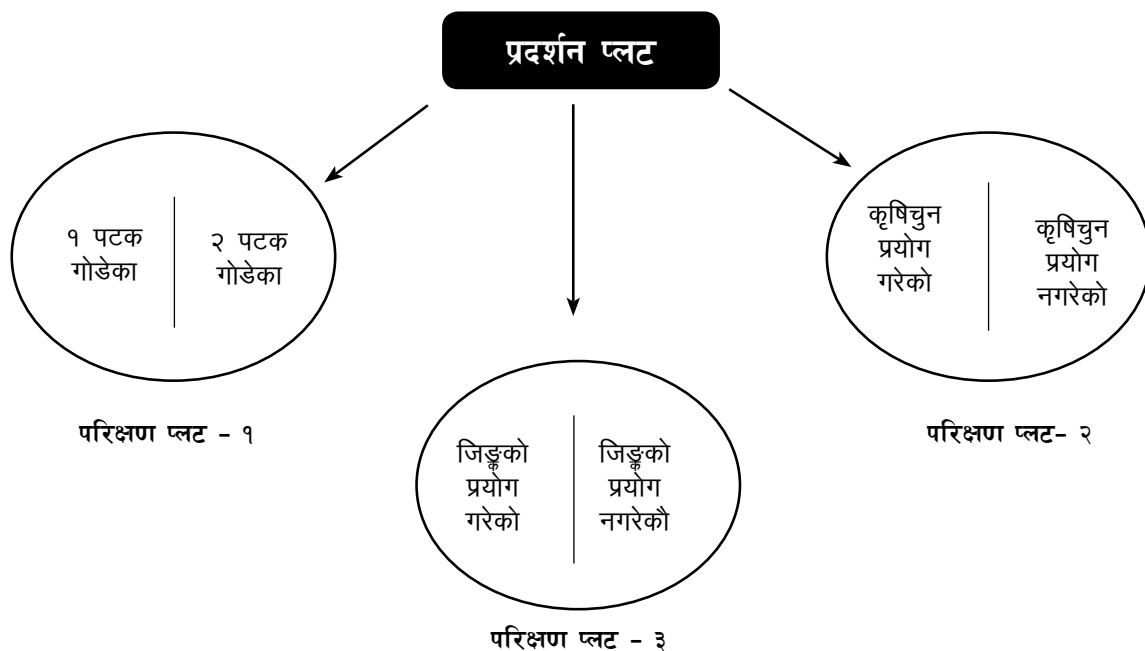 प्रदर्शन प्लट
१ पटक
गोडेका
२ पटक
गोडेका
परिक्षण प्लट - १
कृषिचुन
प्रयोग
गरेको
कृषिचुन
प्रयोग
नगरेको
परिक्षण प्लट- २
जिङ्कको
प्रयोग
गरेको
जिङ्कको
प्रयोग
नगरेकौ
परिक्षण प्लट - ३